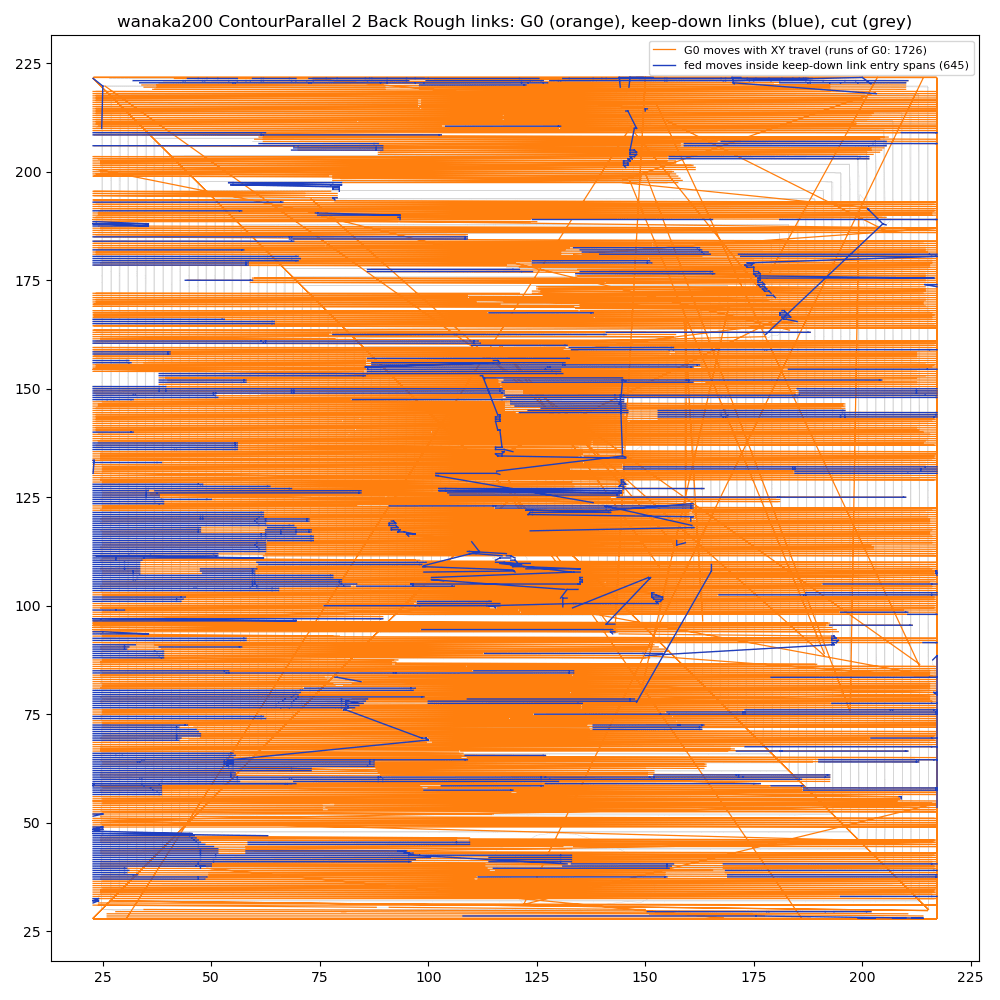 wanaka200 ContourParallel 2 Back Rough links: G0 (orange), keep-down links (blue), cut (grey)
G0 moves with XY travel (runs of G0: 1726)
fed moves inside keep-down link entry spans (645)
225
200
175
150
125
100
75
50
25
25 50 75 100 125 150 175 200 225